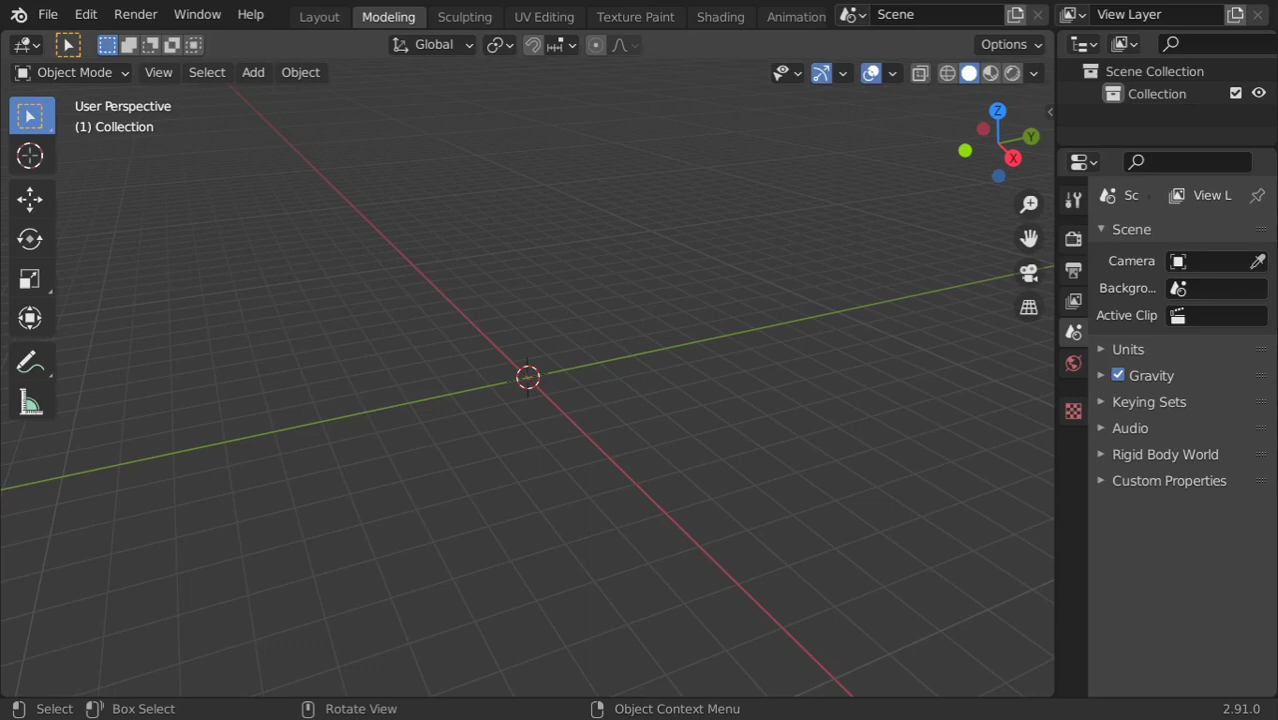 File Edit Render Window Help Layout Modeling Sculpting UV Editing Texture Paint Shading Animation Scene View Layer
Global Options
Object Mode View Select Add Object
Scene Collection
Collection
User Perspective
(1) Collection
Z
Y
X
Sc View L
Scene
Camera
Backgro...
Active Clip
Units
Gravity
Keying Sets
Audio
Rigid Body World
Custom Properties
Select Box Select Rotate View Object Context Menu 2.91.0